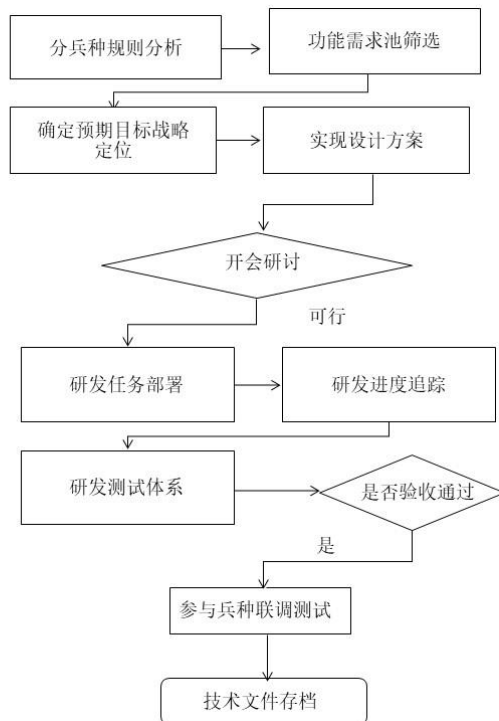 分兵种规则分析
功能需求池筛选
确定预期目标战略
定位
实现设计方案
开会研讨
可行
研发任务部署
研发进度追踪
研发测试体系
是否验收通过
是
参与兵种联调测试
技术文件存档